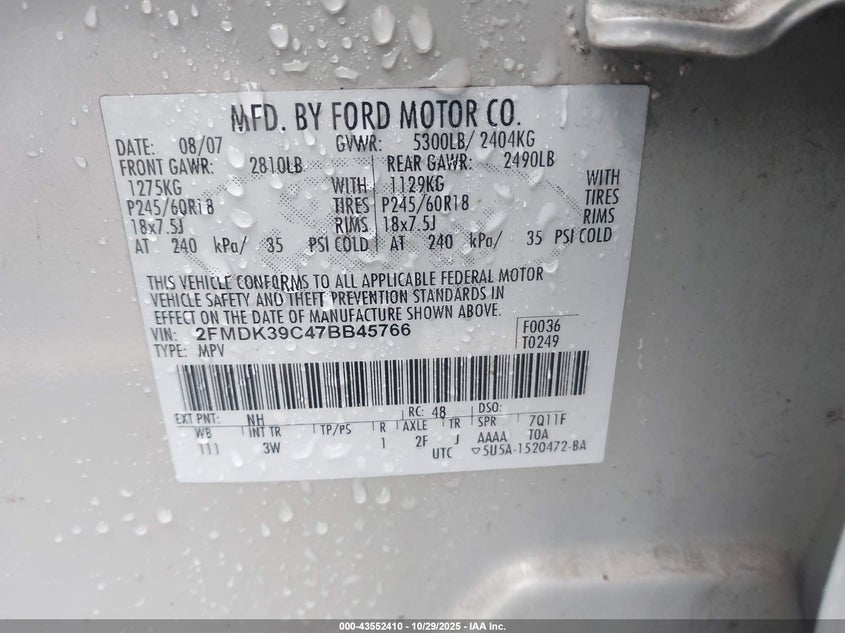 MFD. BY FORD MOTOR CO.
DATE: 08/07 GVWR: 5300LB/ 2404KG
FRONT GAWR: 2810LB REAR GAWR: 2490LB
1275KG WITH 1129KG WITH
P245/60R18 TIRES P245/60R18 TIRES
18x7.5J RIMS 18x7.5J RIMS
AT 240 kPa/ 35 PSI COLD AT 240 kPa/ 35 PSI COLD
THIS VEHICLE CONFORMS TO ALL APPLICABLE FEDERAL MOTOR
VEHICLE SAFETY AND THEFT PREVENTION STANDARDS IN
EFFECT ON THE DATE OF MANUFACTURE SHOWN ABOVE.
VIN: 2FMDK39C47BB45766 F0036
TYPE: MPV T0249
EXT PNT: NH RC: 48 DSO:
WB INT TR TP/PS R AXLE TR SPR 7Q11F
111 3W 1 2F J AAAA TOA
UTC ▽5U5A-1520472-BA
000-43552410 - 10/29/2025 - IAA Inc.